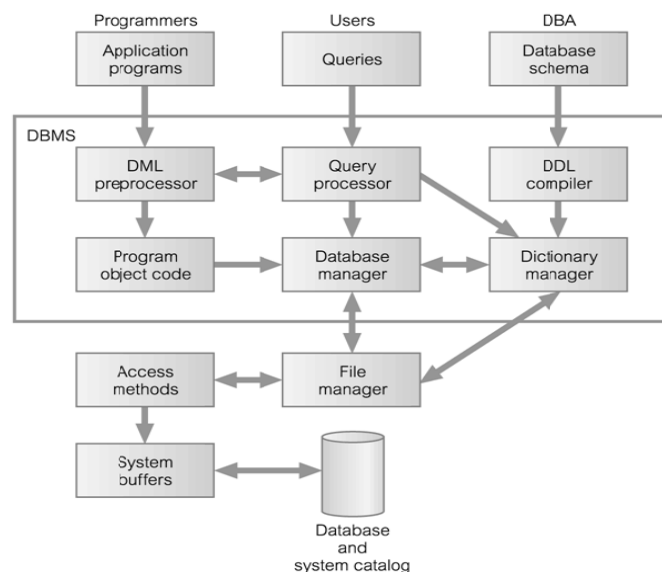 Programmers
Users
DBA
Application
programs
Queries
Database
schema
DBMS
DML
preprocessor
Query
processor
DDL
compiler
Program
object code
Database
manager
Dictionary
manager
Access
methods
File
manager
System
buffers
Database
and
system catalog